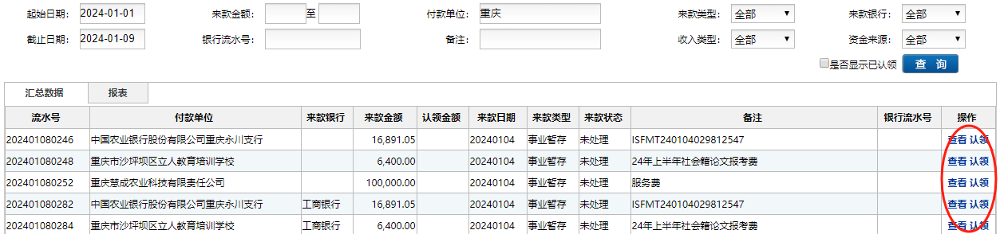 起始日期: 2024-01-01 来款金额: 至 付款单位: 重庆 来款类型: 全部 来款银行: 全部
截止日期: 2024-01-09 银行流水号: 备注: 收入类型: 全部 资金来源: 全部
是否显示已认领 查 询
汇总数据 报表
流水号 付款单位 来款银行 来款金额 认领金额 来款日期 来款类型 来款状态 备注 银行流水号 操作
202401080246 中国农业银行股份有限公司重庆永川支行 16,891.05 20240104 事业暂存 未处理 ISFMT240104029812547 查看 认领
202401080248 重庆市沙坪坝区立人教育培训学校 6,400.00 20240104 事业暂存 未处理 24年上半年社会籍论文报考费 查看 认领
202401080252 重庆慧成农业科技有限责任公司 100,000.00 20240104 事业暂存 未处理 服务费 查看 认领
202401080282 中国农业银行股份有限公司重庆永川支行 工商银行 16,891.05 20240104 事业暂存 未处理 ISFMT240104029812547 查看 认领
202401080284 重庆市沙坪坝区立人教育培训学校 工商银行 6,400.00 20240104 事业暂存 未处理 24年上半年社会籍论文报考费 查看 认领